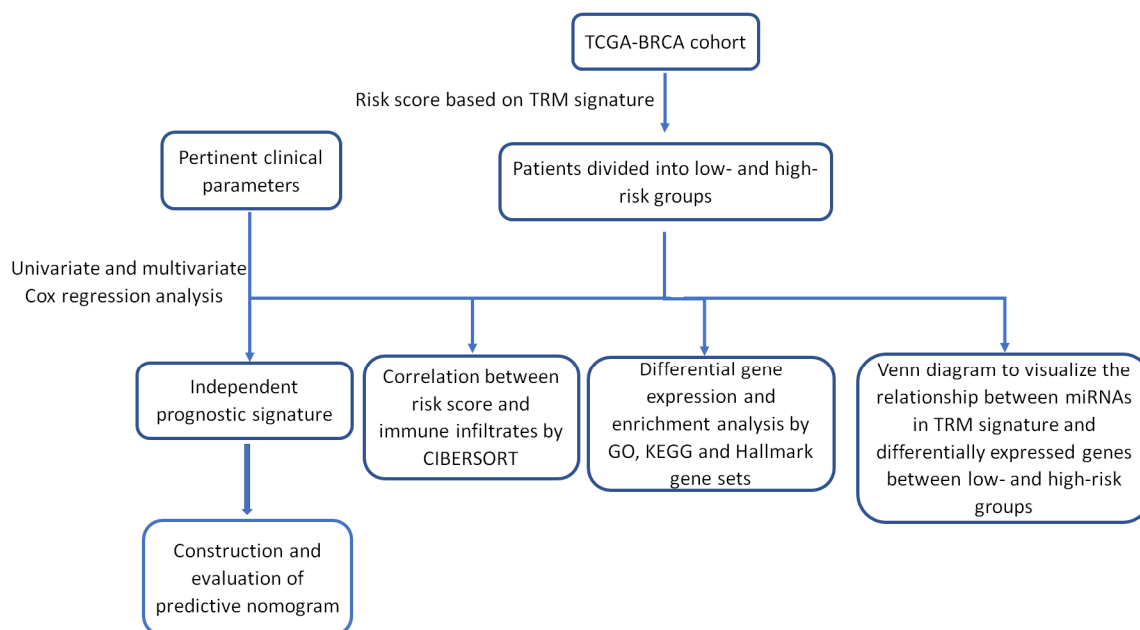 TCGA-BRCA cohort
Risk score based on TRM signature
Pertinent clinical
parameters
Patients divided into low- and high-
risk groups
Univariate and multivariate
Cox regression analysis
Independent
prognostic signature
Correlation between
risk score and
immune infiltrates by
CIBERSORT
Differential gene
expression and
enrichment analysis by
GO, KEGG and Hallmark
gene sets
Venn diagram to visualize the
relationship between miRNAs
in TRM signature and
differentially expressed genes
between low- and high-risk
groups
Construction and
evaluation of
predictive nomogram